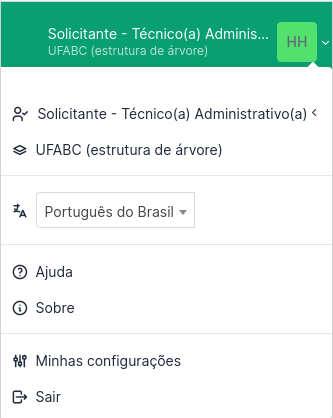 Solicitante - Técnico(a) Adminis...
UFABC (estrutura de árvore)
HH
Solicitante - Técnico(a) Administrativo(a)
UFABC (estrutura de árvore)
Português do Brasil
Ajuda
Sobre
Minhas configurações
Sair